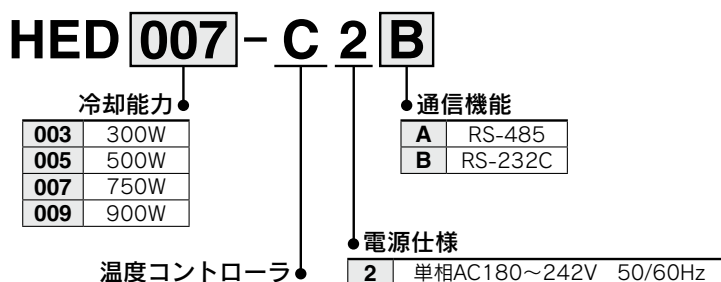 HED 007 - C 2 B
冷却能力
003 300W
005 500W
007 750W
009 900W
通信機能
A RS-485
B RS-232C
電源仕様
2 単相AC180～242V 50/60Hz
温度コントローラ